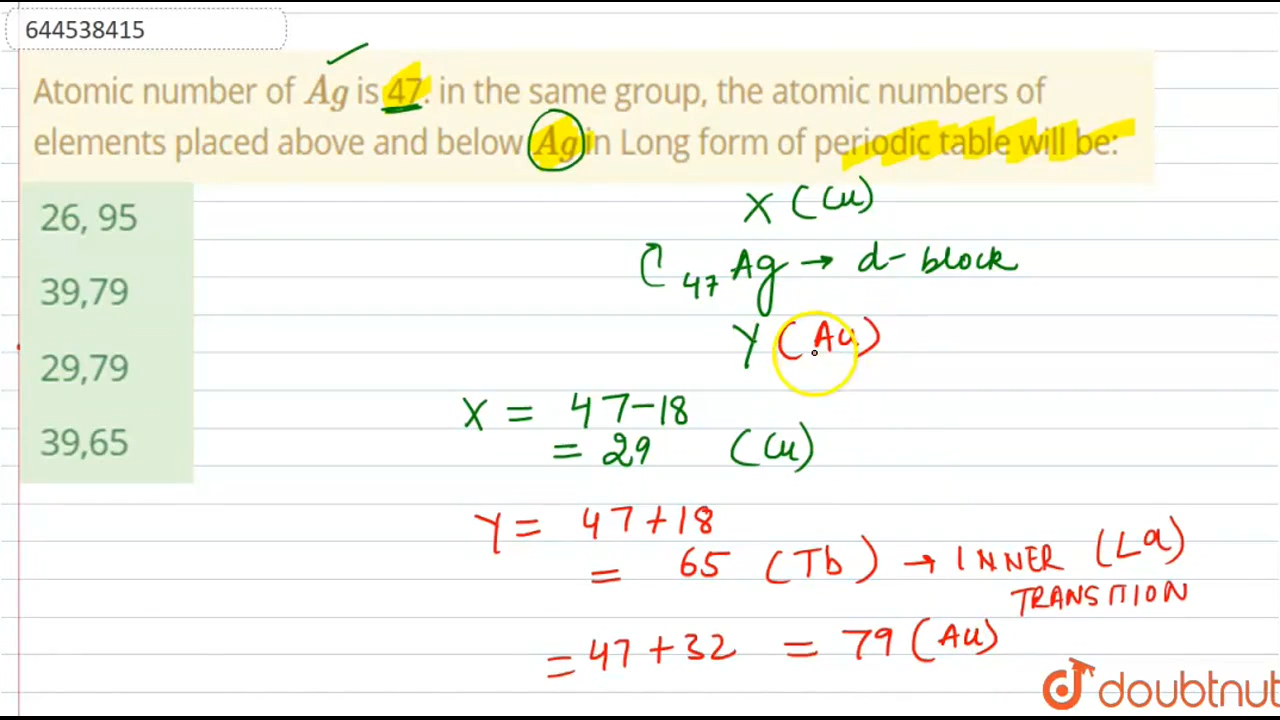 644538415
Atomic number of Ag is 47. in the same group, the atomic numbers of
elements placed above and below Ag in Long form of periodic table will be:
26, 95
39,79
29,79
39,65
X (Cu)
47 Ag → d-block
Y (Au)
X = 47-18
= 29 (Cu)
Y = 47+18
= 65 (Tb) → INNER (La)
TRANSITION
= 47+32 = 79 (Au)
doubtnut